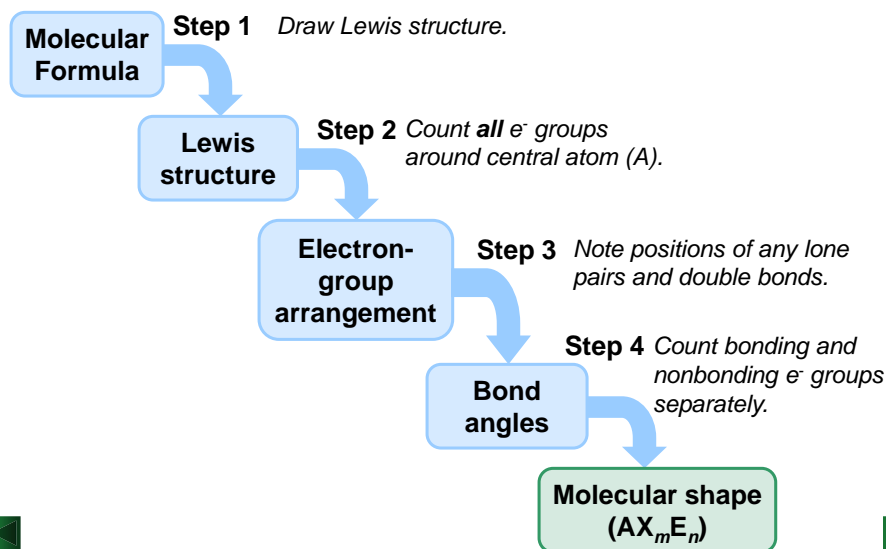 Molecular
Formula
Step 1 Draw Lewis structure.
Lewis
structure
Step 2 Count all e- groups
around central atom (A).
Electron-
group
arrangement
Step 3 Note positions of any lone
pairs and double bonds.
Bond
angles
Step 4 Count bonding and
nonbonding e- groups
separately.
Molecular shape
(AXmEn)